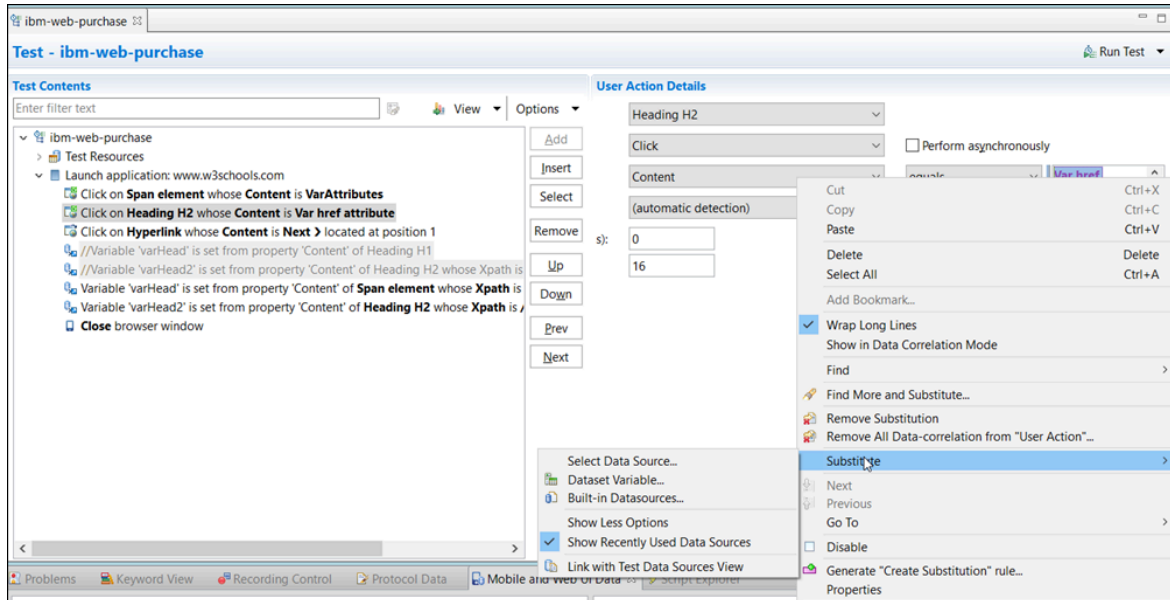 ibm-web-purchase
Test - ibm-web-purchase
Run Test
Test Contents
User Action Details
Enter filter text
View
Options
Heading H2
ibm-web-purchase
Add
Click
Perform asynchronously
Test Resources
Insert
Launch application: www.w3schools.com
Content
equals
Var href
Click on Span element whose Content is VarAttributes
Select
(automatic detection)
Click on Heading H2 whose Content is Var href attribute
Click on Hyperlink whose Content is Next ❯ located at position 1
Remove
s):
0
//Variable 'varHead' is set from property 'Content' of Heading H1
//Variable 'varHead2' is set from property 'Content' of Heading H2 whose Xpath is
Up
16
Variable 'varHead' is set from property 'Content' of Span element whose Xpath is
Down
Variable 'varHead2' is set from property 'Content' of Heading H2 whose Xpath is /
Close browser window
Prev
Next
Cut Ctrl+X
Copy Ctrl+C
Paste Ctrl+V
Delete Delete
Select All Ctrl+A
Add Bookmark...
Wrap Long Lines
Show in Data Correlation Mode
Find
Find More and Substitute...
Remove Substitution
Remove All Data-correlation from "User Action"...
Substitute
Next
Previous
Go To
Disable
Generate "Create Substitution" rule...
Properties
Select Data Source...
Dataset Variable...
Built-in Datasources...
Show Less Options
Show Recently Used Data Sources
Link with Test Data Sources View
Problems
Keyword View
Recording Control
Protocol Data
Mobile and Web UI Data
Script Explorer